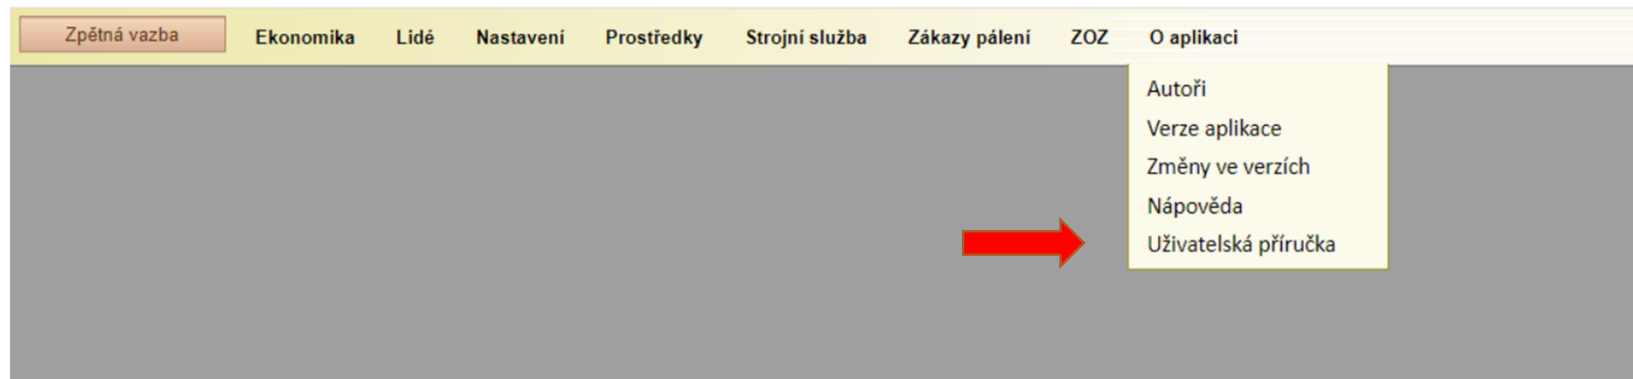 Zpětná vazba Ekonomika Lidé Nastavení Prostředky Strojní služba Zákazy pálení ZOZ O aplikaci
Autoři
Verze aplikace
Změny ve verzích
Nápověda
Uživatelská příručka